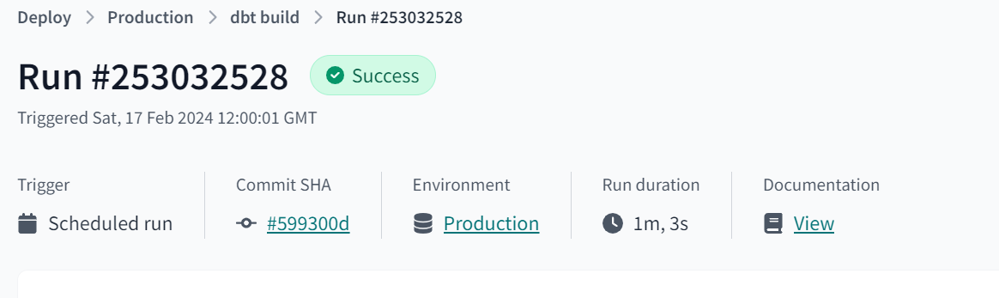 Deploy > Production > dbt build > Run #253032528
Run #253032528 Success
Triggered Sat, 17 Feb 2024 12:00:01 GMT
Trigger Commit SHA Environment Run duration Documentation
Scheduled run #599300d Production 1m, 3s View